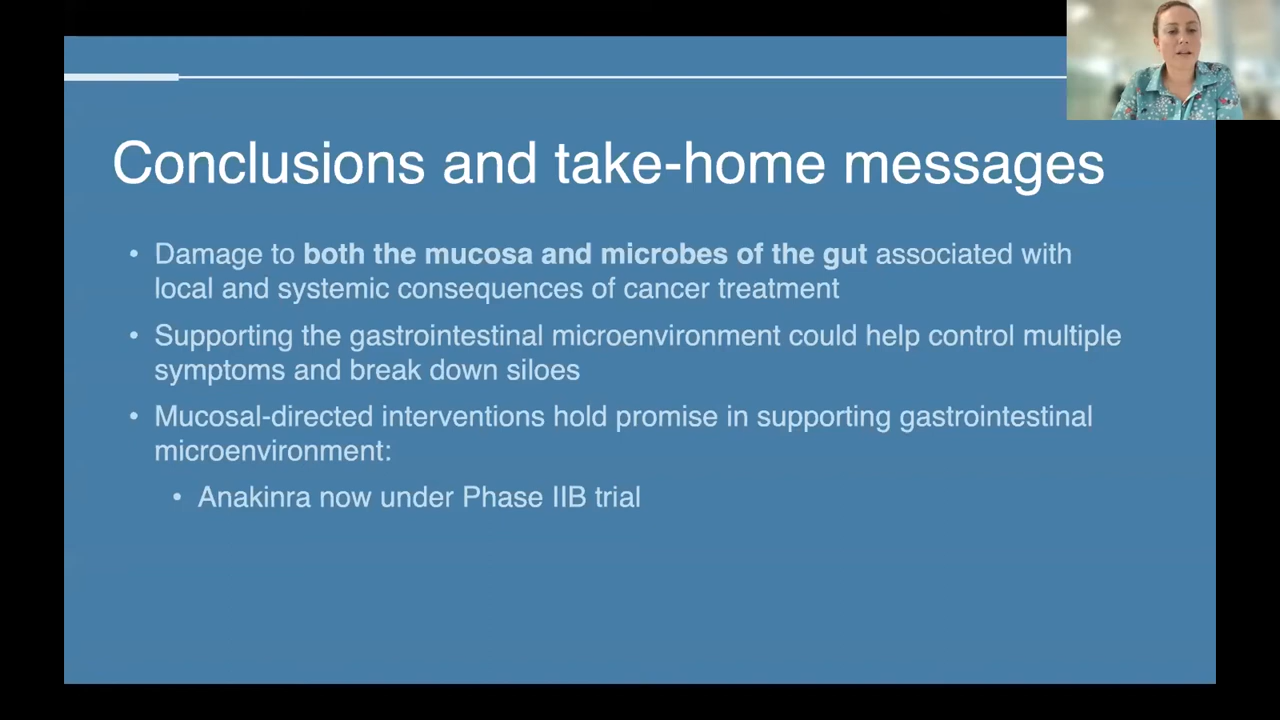 Conclusions and take-home messages
• Damage to both the mucosa and microbes of the gut associated with
local and systemic consequences of cancer treatment
• Supporting the gastrointestinal microenvironment could help control multiple
symptoms and break down siloes
• Mucosal-directed interventions hold promise in supporting gastrointestinal
microenvironment:
• Anakinra now under Phase IIB trial